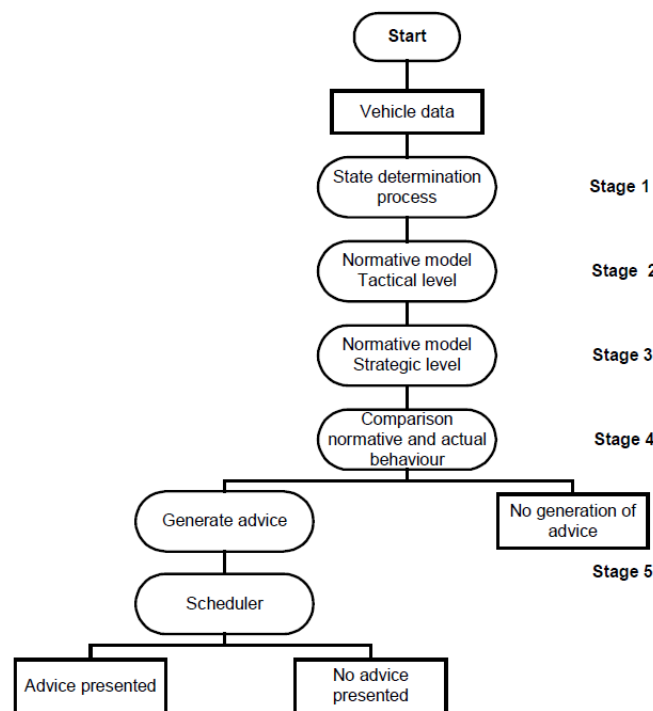 Start
Vehicle data
State determination
process
Stage 1
Normative model
Tactical level
Stage 2
Normative model
Strategic level
Stage 3
Comparison
normative and actual
behaviour
Stage 4
Generate advice
No generation of
advice
Stage 5
Scheduler
Advice presented
No advice
presented